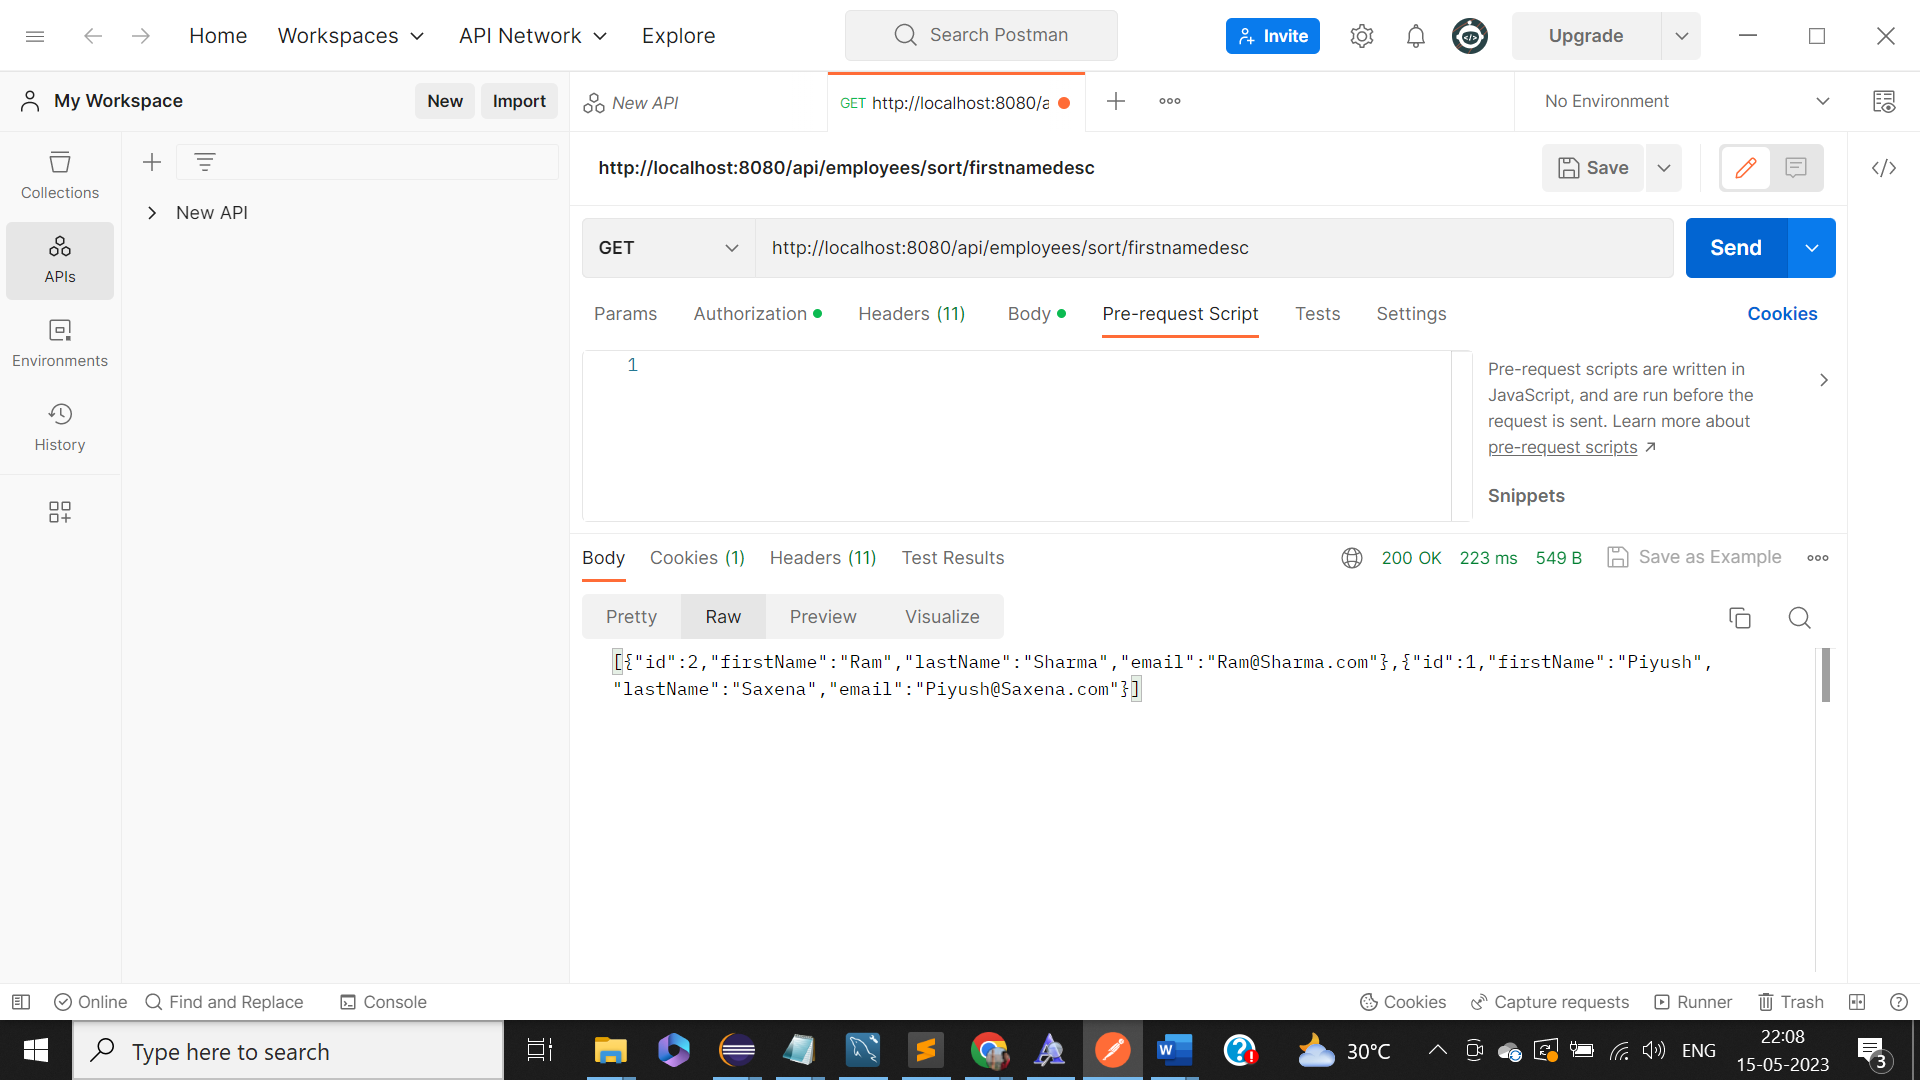 Home Workspaces API Network Explore Search Postman Invite Upgrade
My Workspace New Import New API GET http://localhost:8080/a No Environment
Collections
APIs
Environments
History
New API
http://localhost:8080/api/employees/sort/firstnamedesc Save
GET http://localhost:8080/api/employees/sort/firstnamedesc Send
Params Authorization Headers (11) Body Pre-request Script Tests Settings Cookies
1
Pre-request scripts are written in
JavaScript, and are run before the
request is sent. Learn more about
pre-request scripts
Snippets
Body Cookies (1) Headers (11) Test Results 200 OK 223 ms 549 B Save as Example
Pretty Raw Preview Visualize
[{"id":2,"firstName":"Ram","lastName":"Sharma","email":"Ram@Sharma.com"},{"id":1,"firstName":"Piyush",
"lastName":"Saxena","email":"Piyush@Saxena.com"}]
Online Find and Replace Console Cookies Capture requests Runner Trash
Type here to search 30°C ENG 22:08
15-05-2023 3